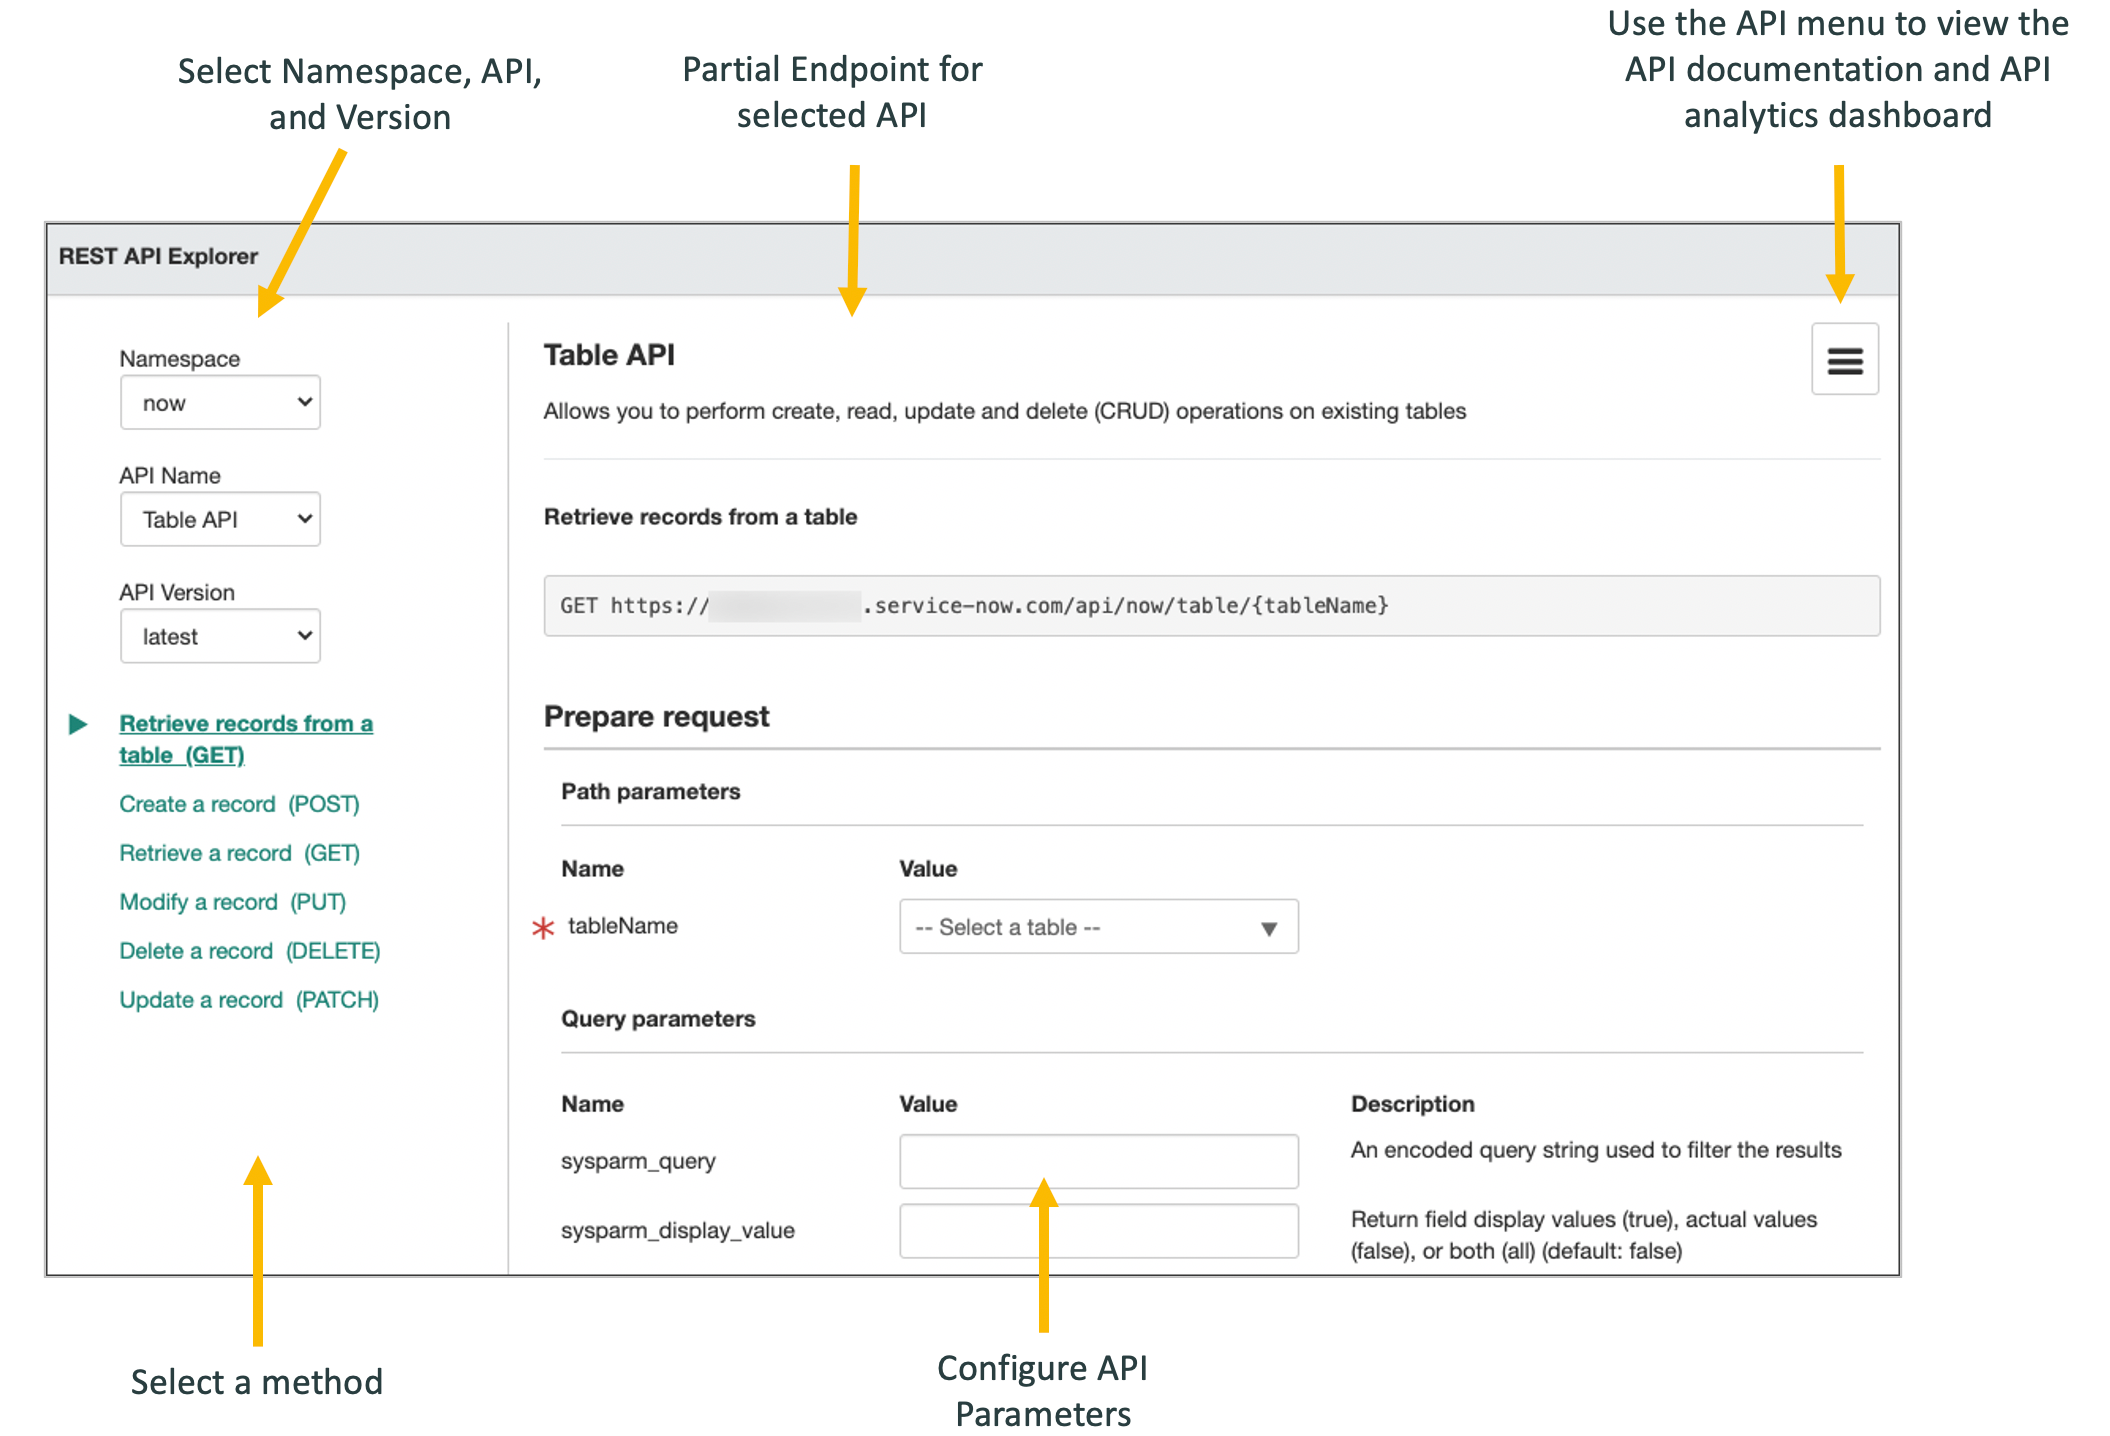 Select Namespace, API,
and Version
Partial Endpoint for
selected API
Use the API menu to view the
API documentation and API
analytics dashboard
REST API Explorer
Namespace
now
API Name
Table API
API Version
latest
Retrieve records from a
table (GET)
Create a record (POST)
Retrieve a record (GET)
Modify a record (PUT)
Delete a record (DELETE)
Update a record (PATCH)
Table API
Allows you to perform create, read, update and delete (CRUD) operations on existing tables
Retrieve records from a table
GET https:// .service-now.com/api/now/table/{tableName}
Prepare request
Path parameters
Name Value
* tableName -- Select a table --
Query parameters
Name Value Description
sysparm_query An encoded query string used to filter the results
sysparm_display_value Return field display values (true), actual values
(false), or both (all) (default: false)
Select a method
Configure API
Parameters